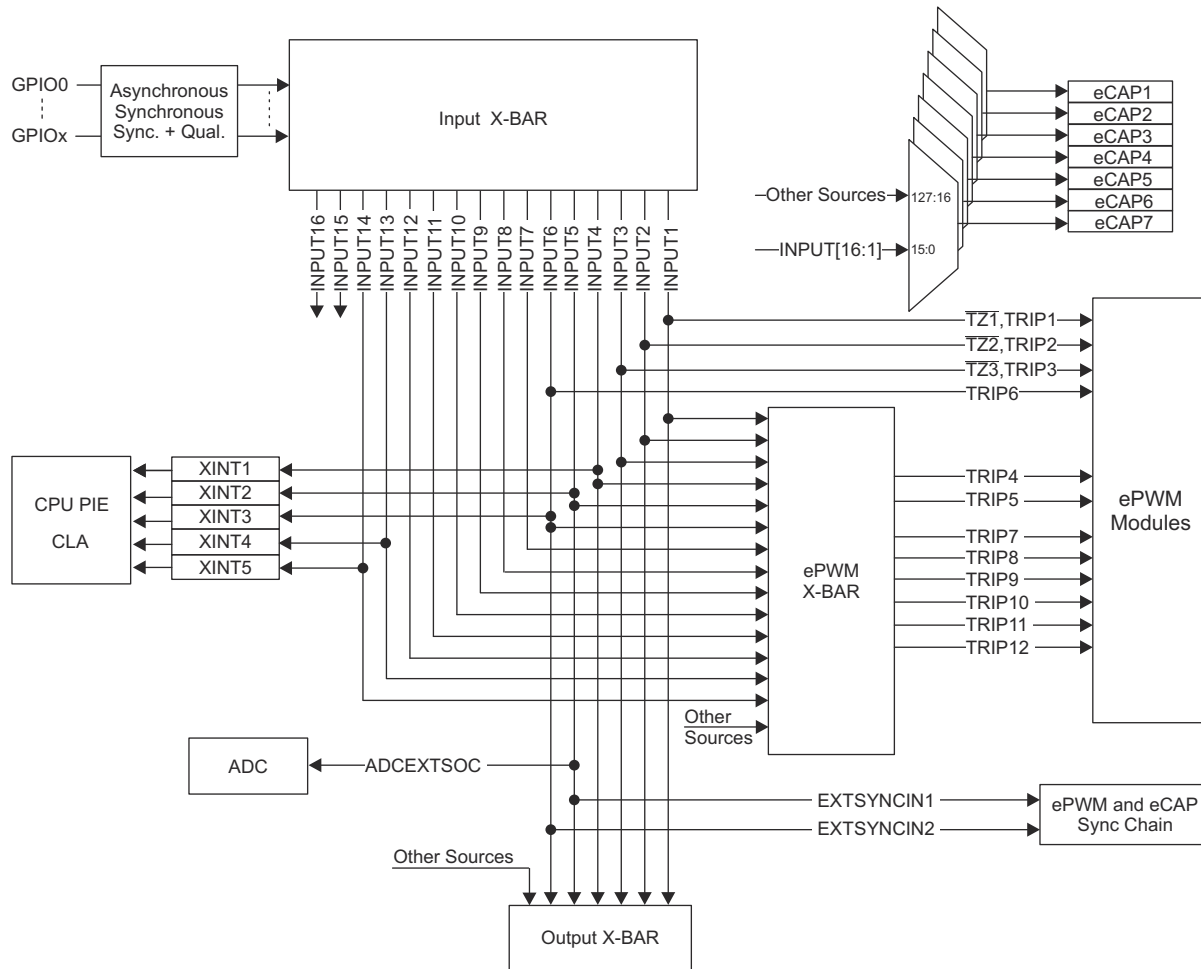 GPIO0
GPIOx
Asynchronous
Synchronous
Sync. + Qual.
Input X-BAR
INPUT16
INPUT15
INPUT14
INPUT13
INPUT12
INPUT11
INPUT10
INPUT9
INPUT8
INPUT7
INPUT6
INPUT5
INPUT4
INPUT3
INPUT2
INPUT1
Other Sources
127:16
INPUT[16:1]
15:0
eCAP1
eCAP2
eCAP3
eCAP4
eCAP5
eCAP6
eCAP7
TZ1,TRIP1
TZ2,TRIP2
TZ3,TRIP3
TRIP6
CPU PIE
CLA
XINT1
XINT2
XINT3
XINT4
XINT5
ePWM
X-BAR
Other
Sources
TRIP4
TRIP5
TRIP7
TRIP8
TRIP9
TRIP10
TRIP11
TRIP12
ePWM
Modules
ADC
ADCEXTSOC
EXTSYNCIN1
EXTSYNCIN2
ePWM and eCAP
Sync Chain
Other Sources
Output X-BAR